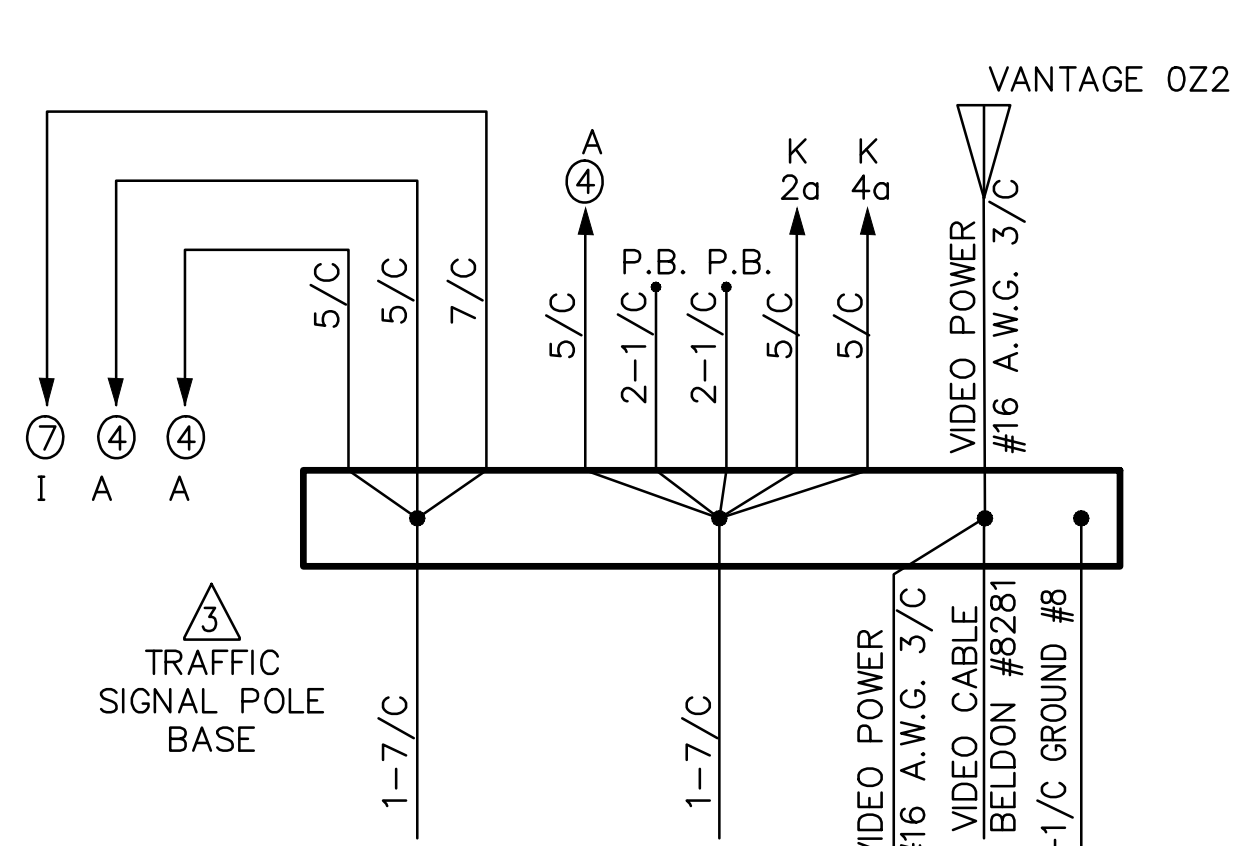 VANTAGE OZ2
A
4
K
2a
K
4a
P.B.
P.B.
5/C
5/C
7/C
5/C
2-1/C
2-1/C
5/C
5/C
VIDEO POWER
#16 A.W.G. 3/C
7
4
4
I
A
A
3
TRAFFIC
SIGNAL POLE
BASE
1-7/C
1-7/C
VIDEO POWER
#16 A.W.G. 3/C
VIDEO CABLE
BELDON #8281
-1/C GROUND #8